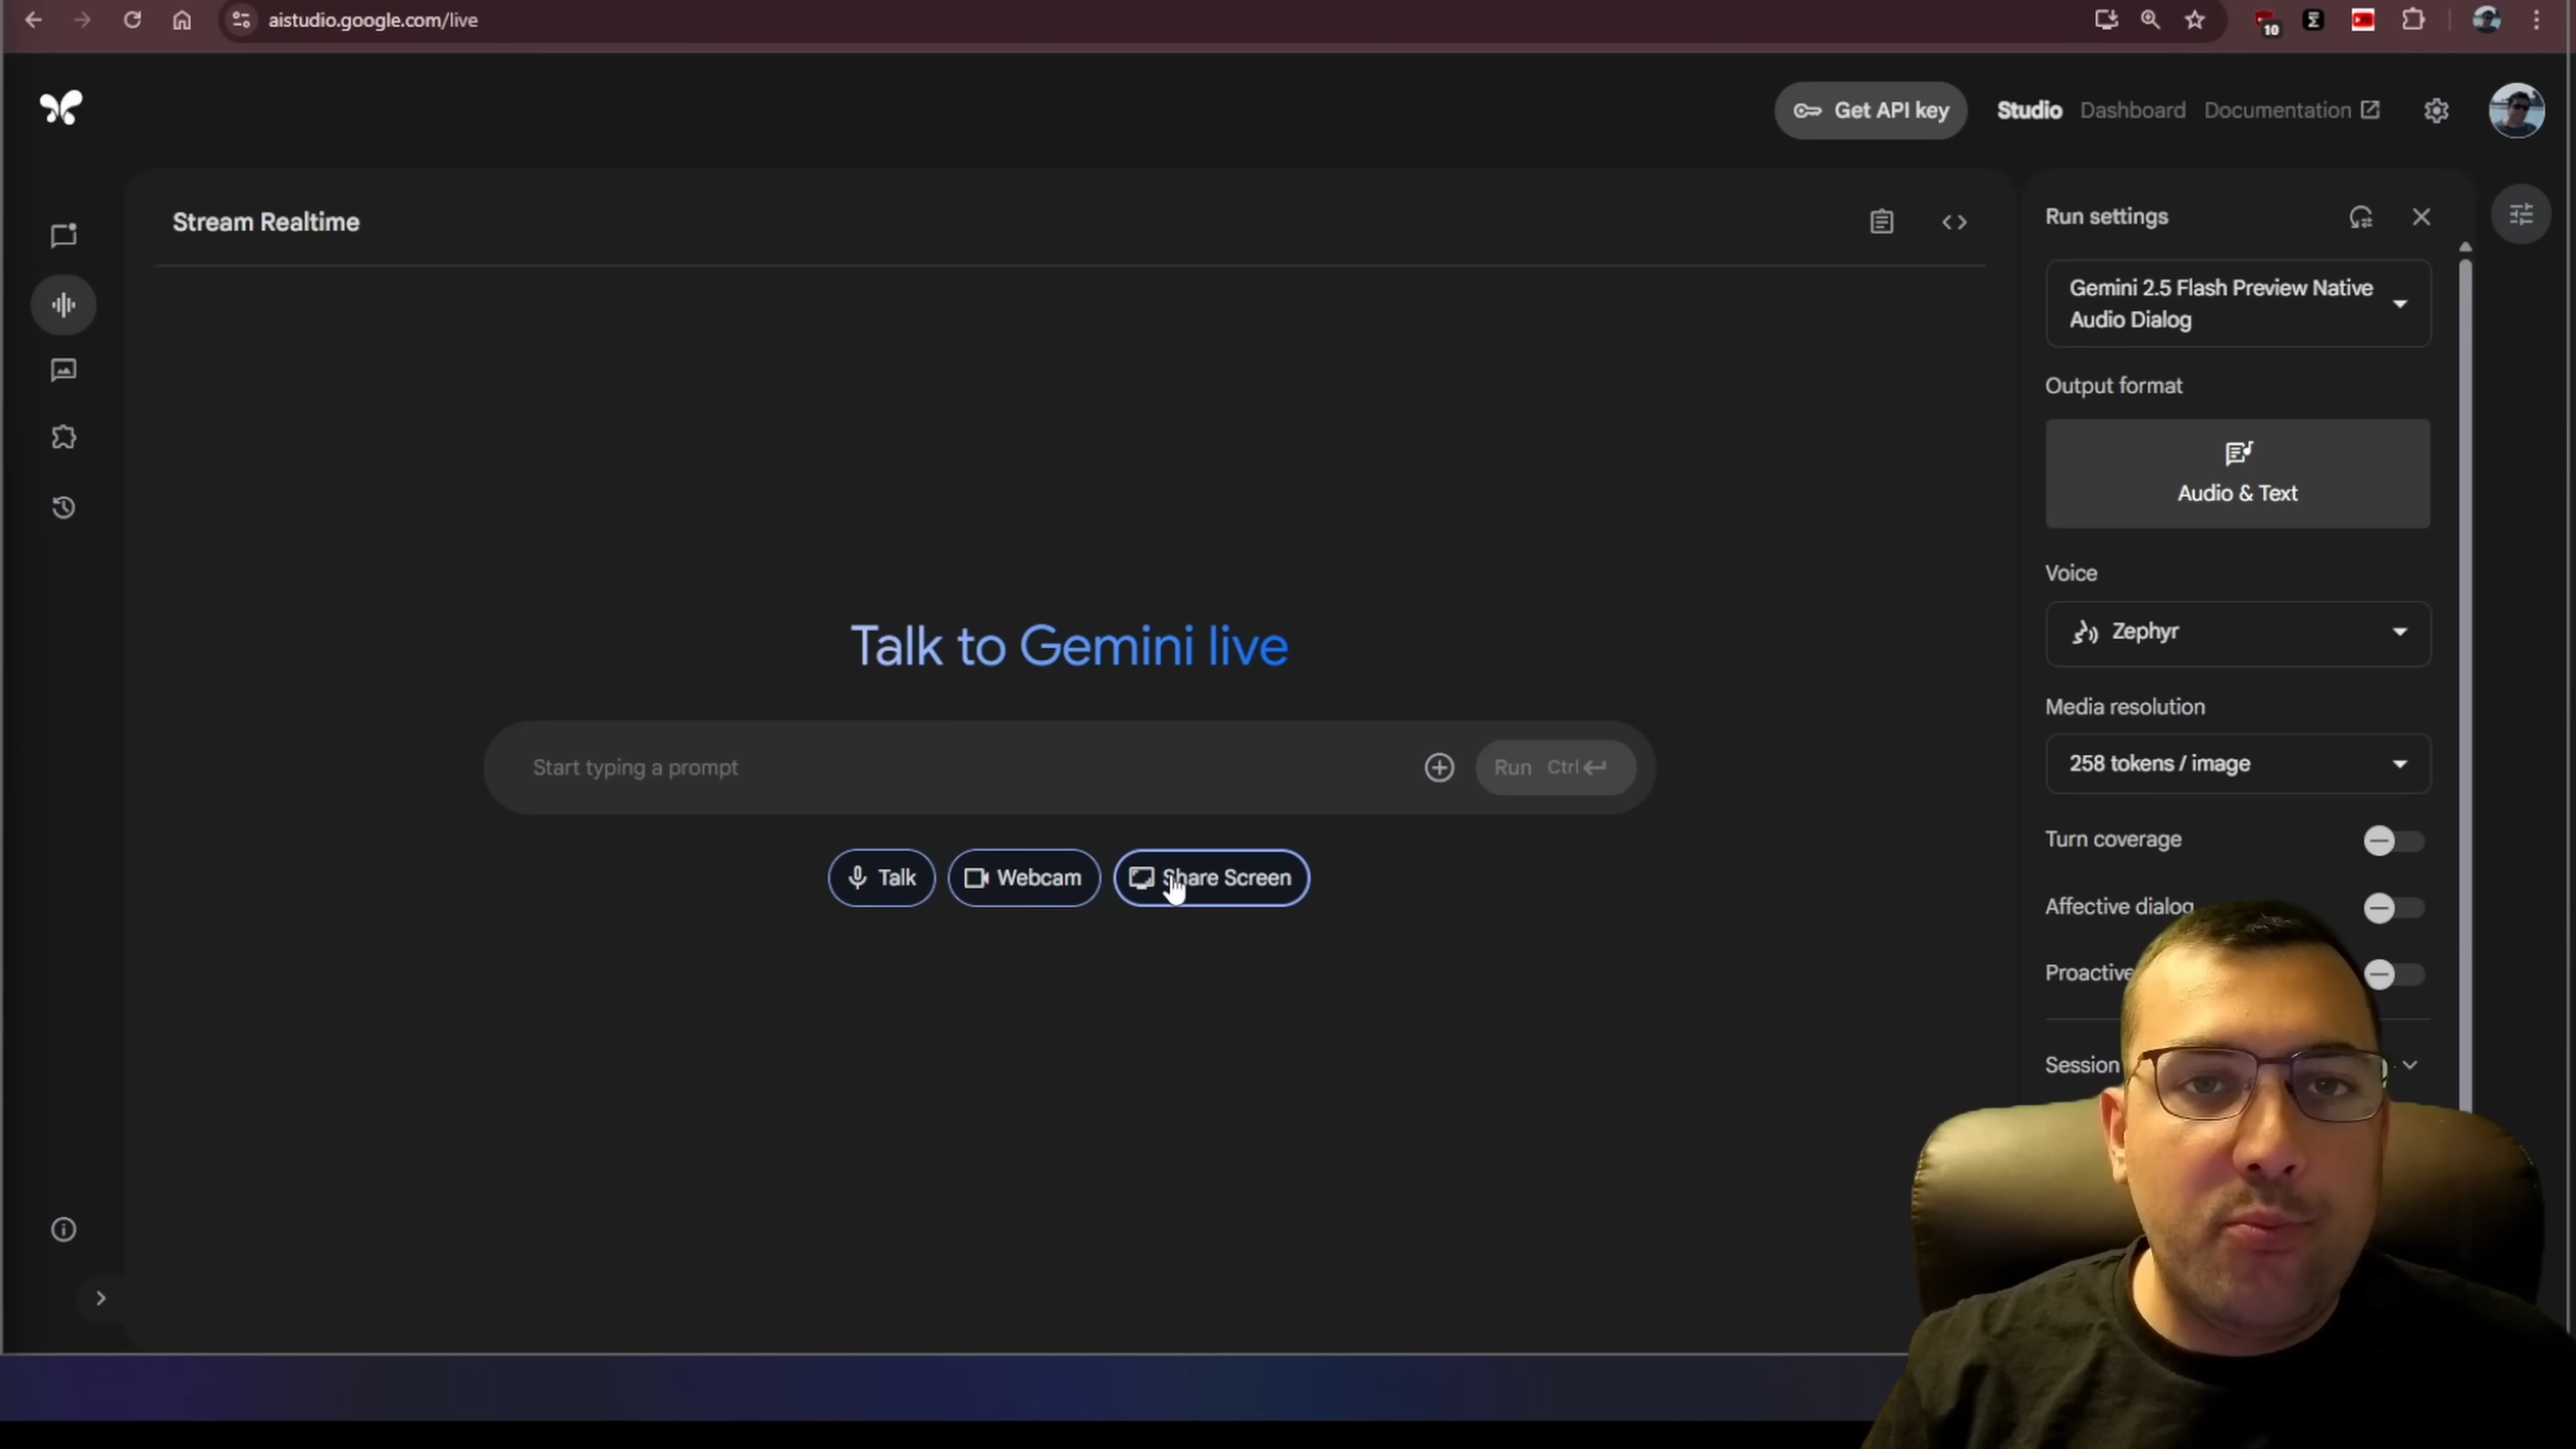 aistudio.google.com/live
10
Get API key
Studio
Dashboard
Documentation
Stream Realtime
Run settings
Gemini 2.5 Flash Preview Native
Audio Dialog
Output format
Audio & Text
Voice
Zephyr
Media resolution
258 tokens / image
Turn coverage
Affective dialog
Proactive
Session
Talk to Gemini live
Start typing a prompt
Run Ctrl
Talk
Webcam
Share Screen